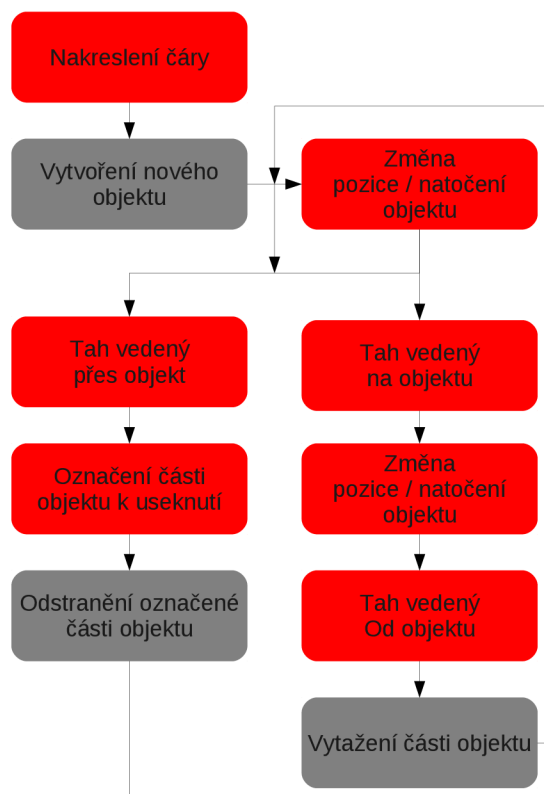 Nakreslení čáry
Vytvoření nového
objektu
Změna
pozice / natočení
objektu
Tah vedený
přes objekt
Tah vedený
na objektu
Označení části
objektu k useknutí
Změna
pozice / natočení
objektu
Odstranění označené
části objektu
Tah vedený
Od objektu
Vytažení části objektu